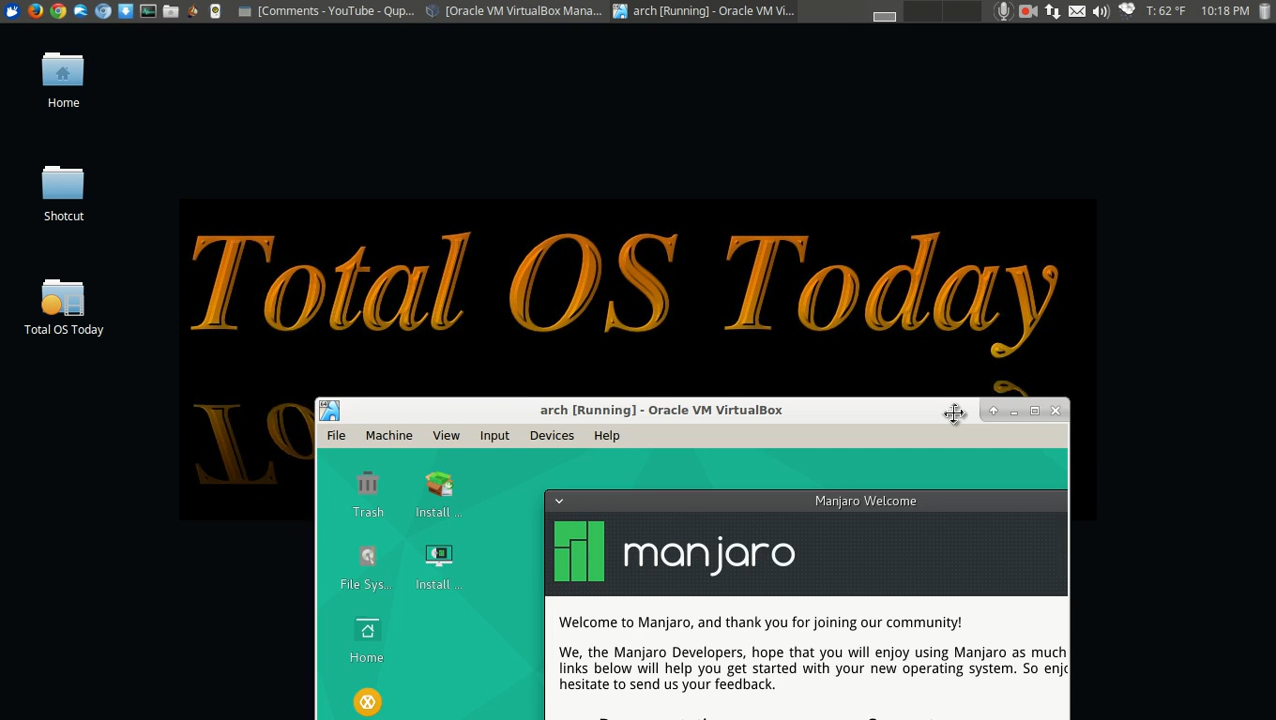 [Comments - YouTube - Qup...
[Oracle VM VirtualBox Mana...
arch [Running] - Oracle VM Vi...
T: 62 °F
10:18 PM
Home
Shotcut
Total OS Today
Total OS Today
arch [Running] - Oracle VM VirtualBox
File Machine View Input Devices Help
Trash
Install ...
Manjaro Welcome
manjaro
File Sys...
Install ...
Home
Welcome to Manjaro, and thank you for joining our community!
We, the Manjaro Developers, hope that you will enjoy using Manjaro as much
links below will help you get started with your new operating system. So enjo
hesitate to send us your feedback.